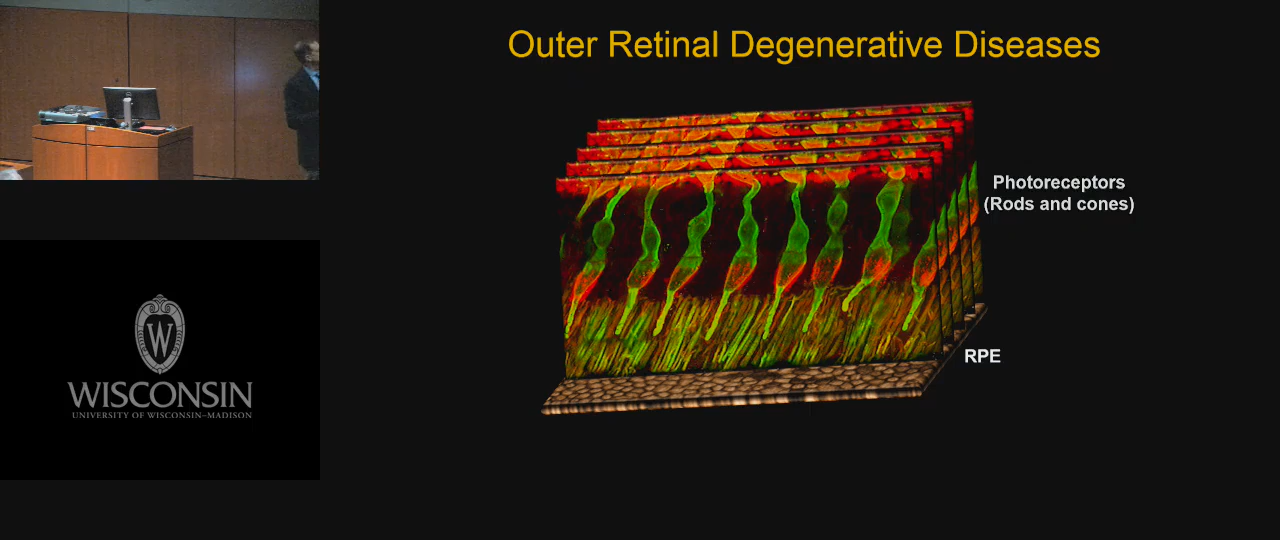 Outer Retinal Degenerative Diseases
Photoreceptors
(Rods and cones)
RPE
W
WISCONSIN
UNIVERSITY OF WISCONSIN–MADISON